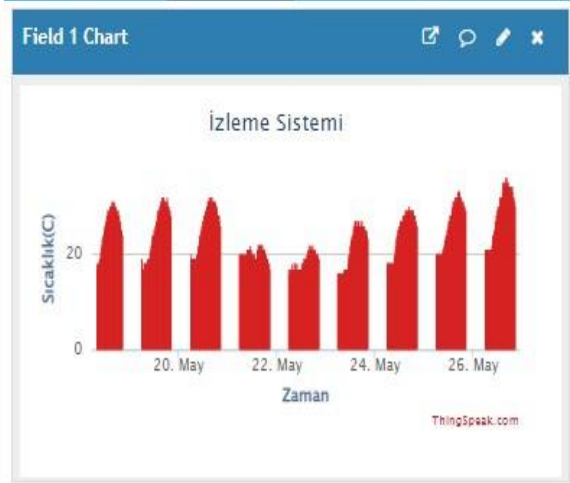 Field 1 Chart
İzleme Sistemi
Sıcaklık(C)
20
0
20. May
22. May
24. May
26. May
Zaman
ThingSpeak.com